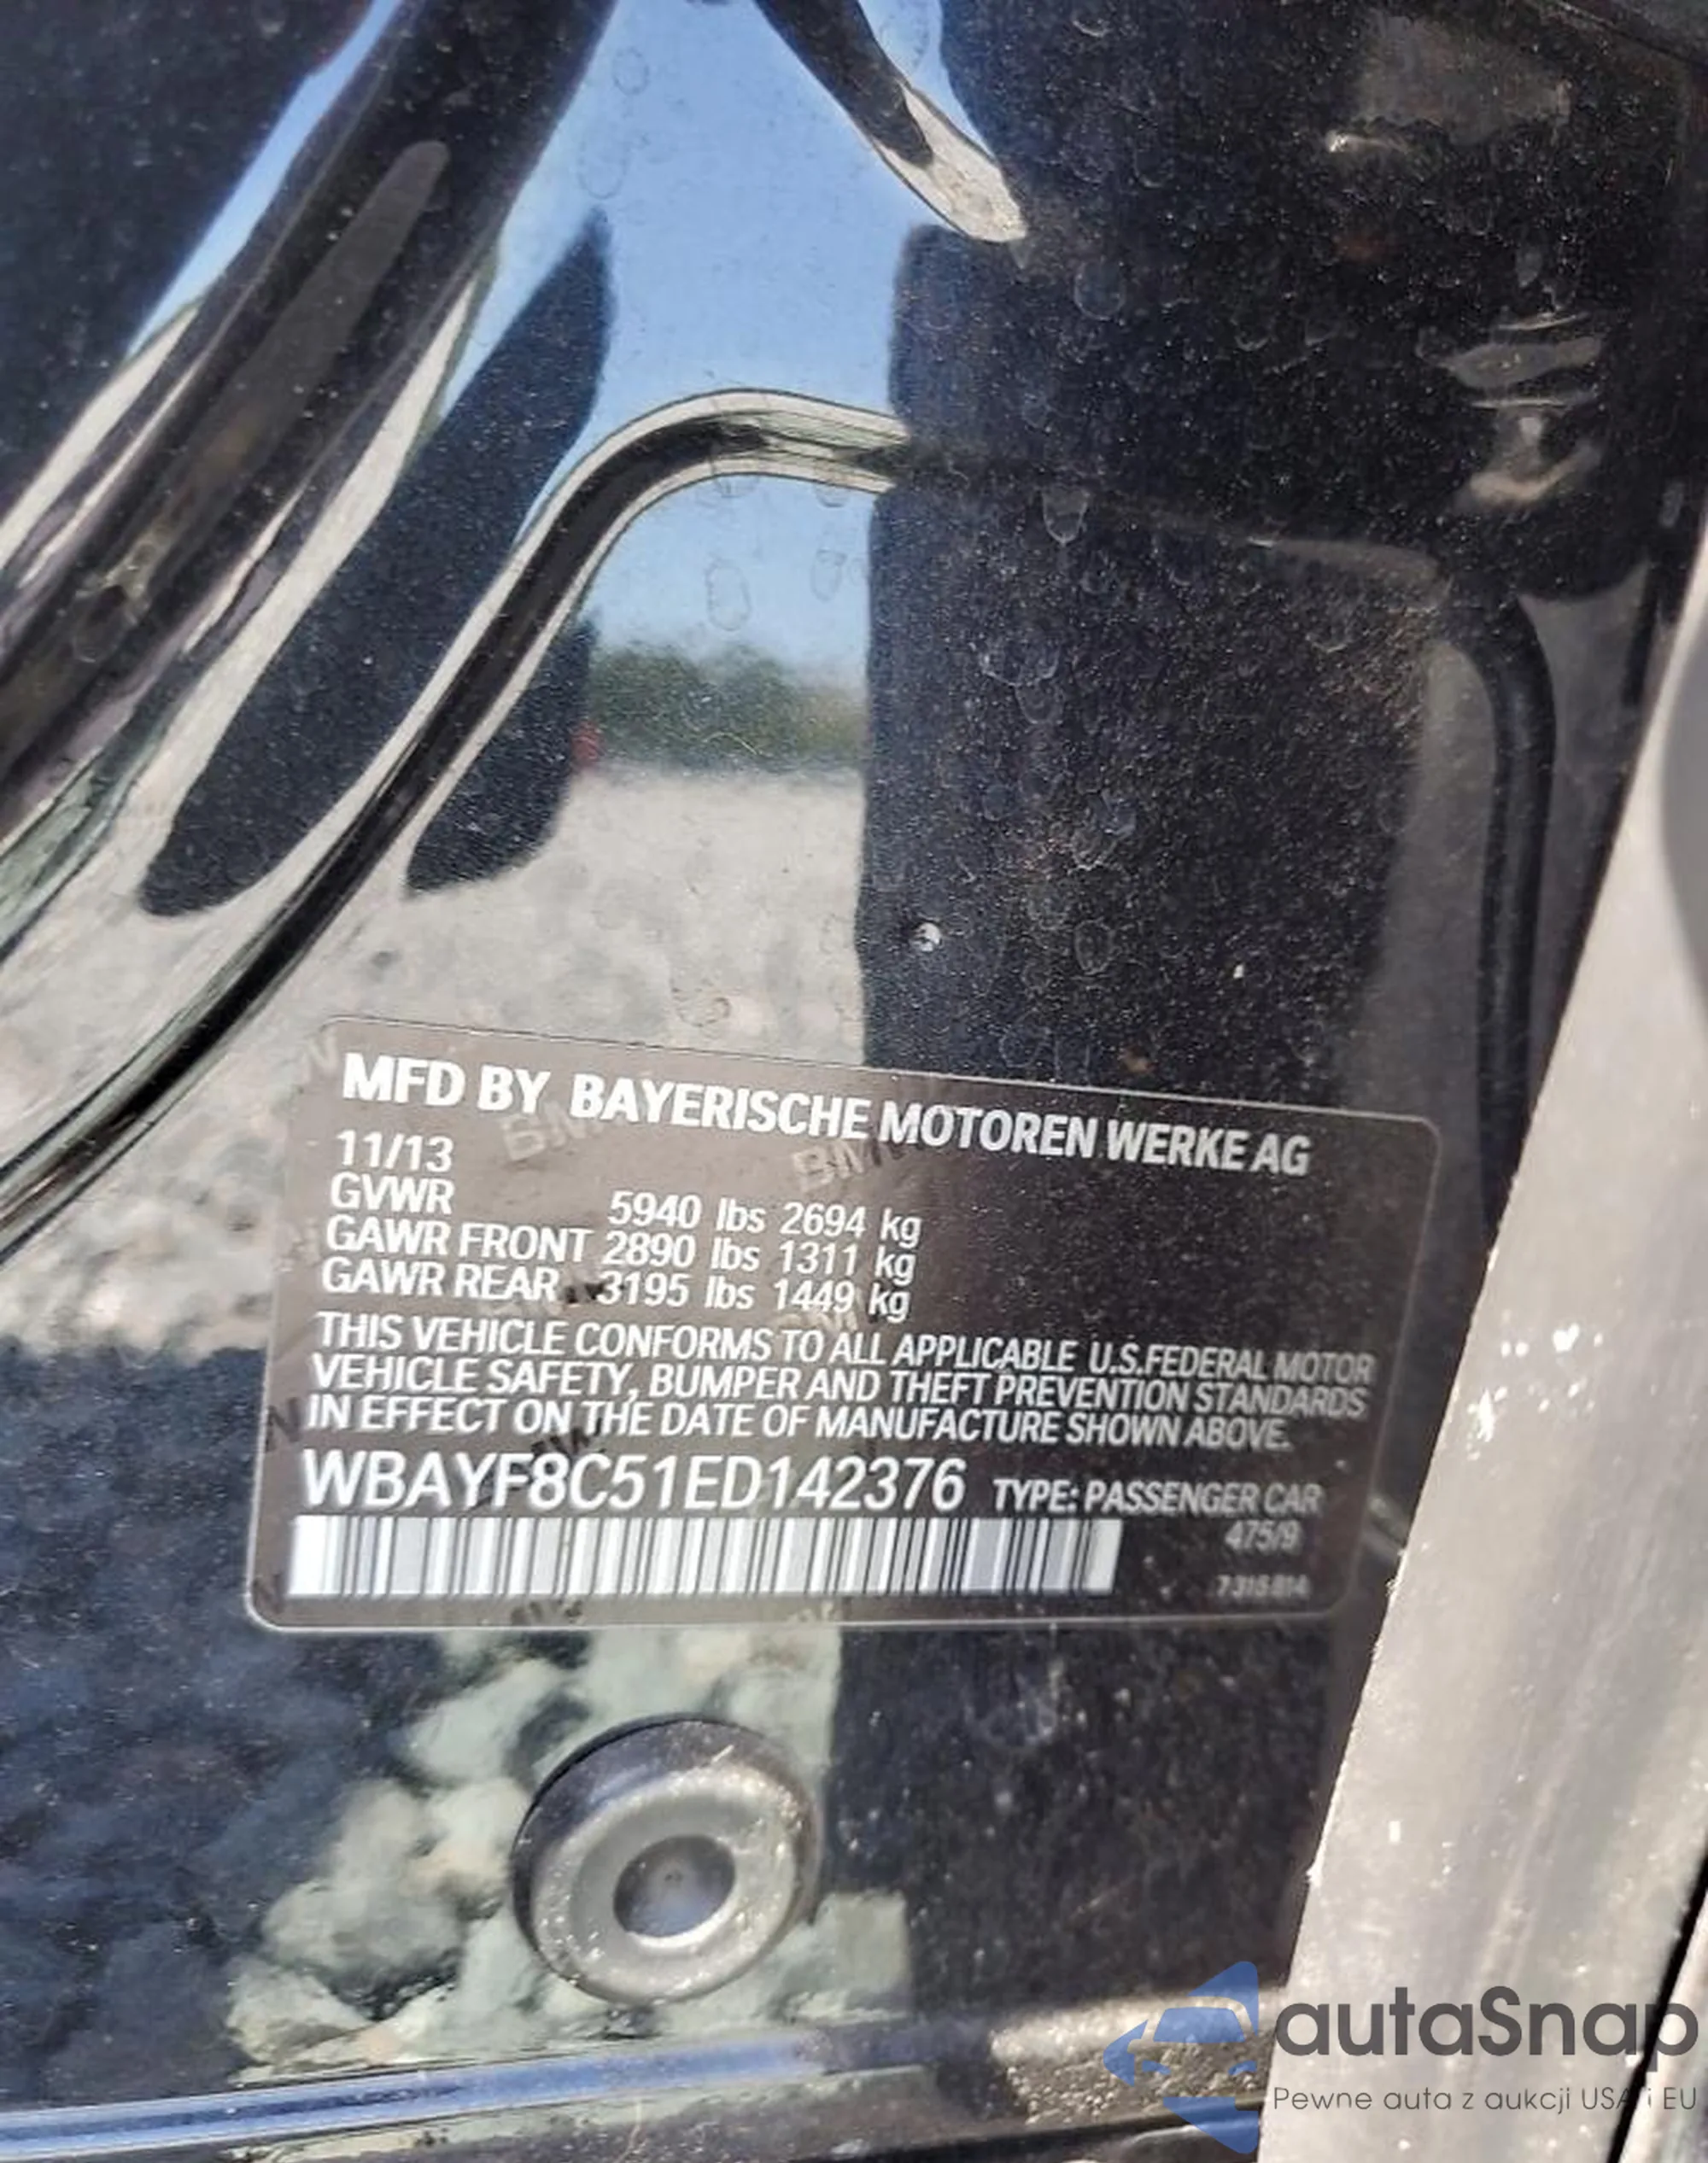 MFD BY BAYERISCHE MOTOREN WERKE AG
11/13
GVWR 5940 lbs 2694 kg
GAWR FRONT 2890 lbs 1311 kg
GAWR REAR 3195 lbs 1449 kg
THIS VEHICLE CONFORMS TO ALL APPLICABLE U.S.FEDERAL MOTOR
VEHICLE SAFETY, BUMPER AND THEFT PREVENTION STANDARDS
IN EFFECT ON THE DATE OF MANUFACTURE SHOWN ABOVE.
WBAYF8C51ED142376 TYPE: PASSENGER CAR
475/9
autaSnap
Pewne auta z aukcji USA i EU